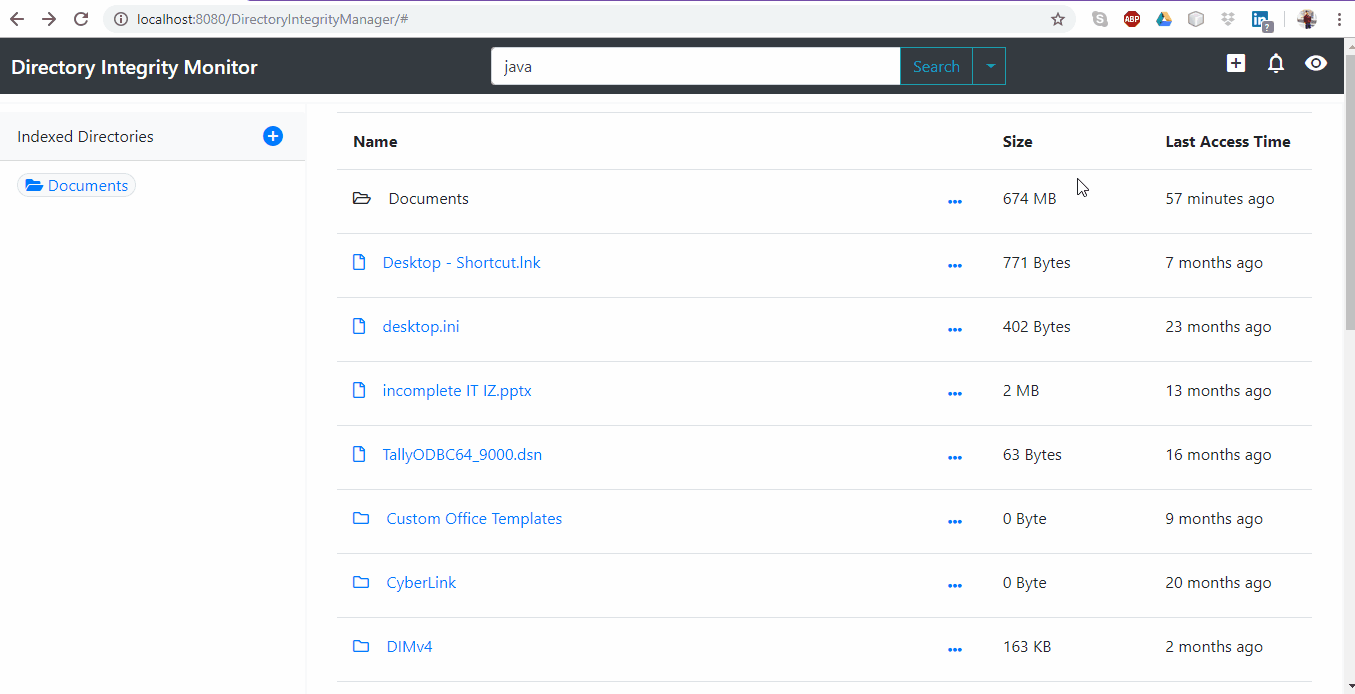 localhost:8080/DirectoryIntegrityManager/#
ABP
in
?
Directory Integrity Monitor
java
Search
Indexed Directories
Documents
Name Size Last Access Time
Documents ... 674 MB 57 minutes ago
Desktop - Shortcut.lnk ... 771 Bytes 7 months ago
desktop.ini ... 402 Bytes 23 months ago
incomplete IT IZ.pptx ... 2 MB 13 months ago
TallyODBC64_9000.dsn ... 63 Bytes 16 months ago
Custom Office Templates ... 0 Byte 9 months ago
CyberLink ... 0 Byte 20 months ago
DIMv4 ... 163 KB 2 months ago